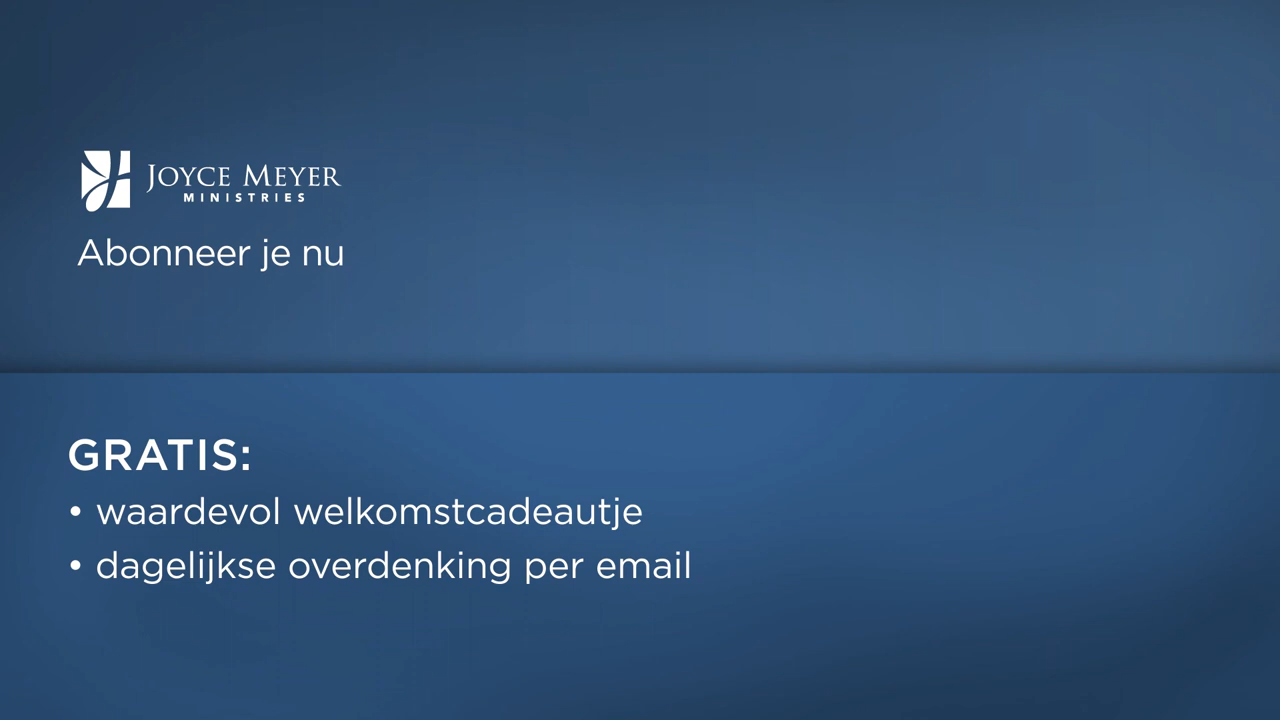 JOYCE MEYER
MINISTRIES
Abonneer je nu
GRATIS:
• waardevol welkomstcadeautje
• dagelijkse overdenking per email